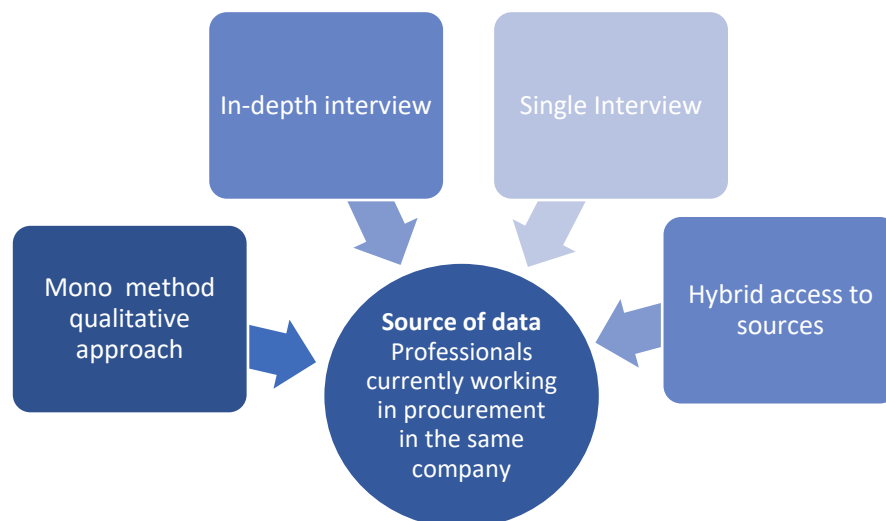 In-depth interview
Single Interview
Mono  method
qualitative
approach
Hybrid access to
sources
Source of data
Professionals
currently working
in procurement
in the same
company